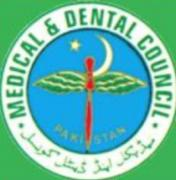 MEDICAL & DENTAL COUNCIL
PAKISTAN
میڈیکل اینڈ ڈینٹل کونسل